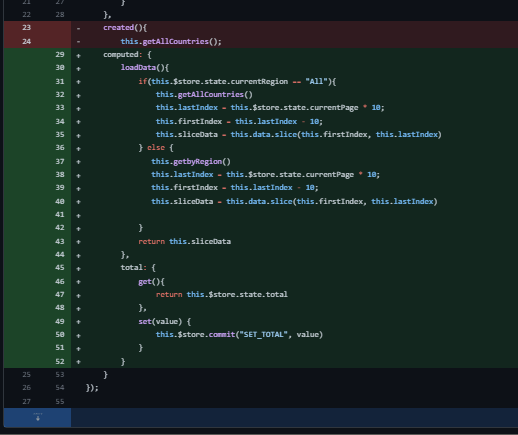 21 27 }
22 28 },
23 - created(){
24 - this.getAllCountries();
29 + computed: {
30 + loadData(){
31 + if(this.$store.state.currentRegion == "All"){
32 + this.getAllCountries()
33 + this.lastIndex = this.$store.state.currentPage * 10;
34 + this.firstIndex = this.lastIndex - 10;
35 + this.sliceData = this.data.slice(this.firstIndex, this.lastIndex)
36 + } else {
37 + this.getbyRegion()
38 + this.lastIndex = this.$store.state.currentPage * 10;
39 + this.firstIndex = this.lastIndex - 10;
40 + this.sliceData = this.data.slice(this.firstIndex, this.lastIndex)
41 +
42 + }
43 + return this.sliceData
44 + },
45 + total: {
46 + get(){
47 + return this.$store.state.total
48 + },
49 + set(value) {
50 + this.$store.commit("SET_TOTAL", value)
51 + }
52 + }
25 53 }
26 54 });
27 55